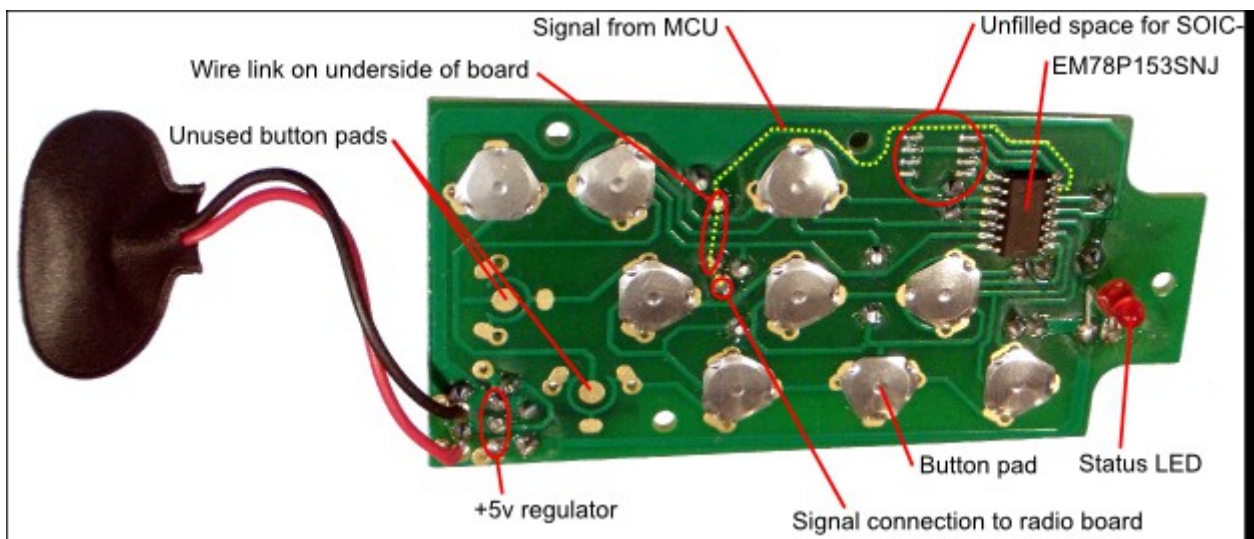 Signal from MCU
Unfilled space for SOIC-
Wire link on underside of board
EM78P153SNJ
Unused button pads
Button pad
Status LED
+5v regulator
Signal connection to radio board